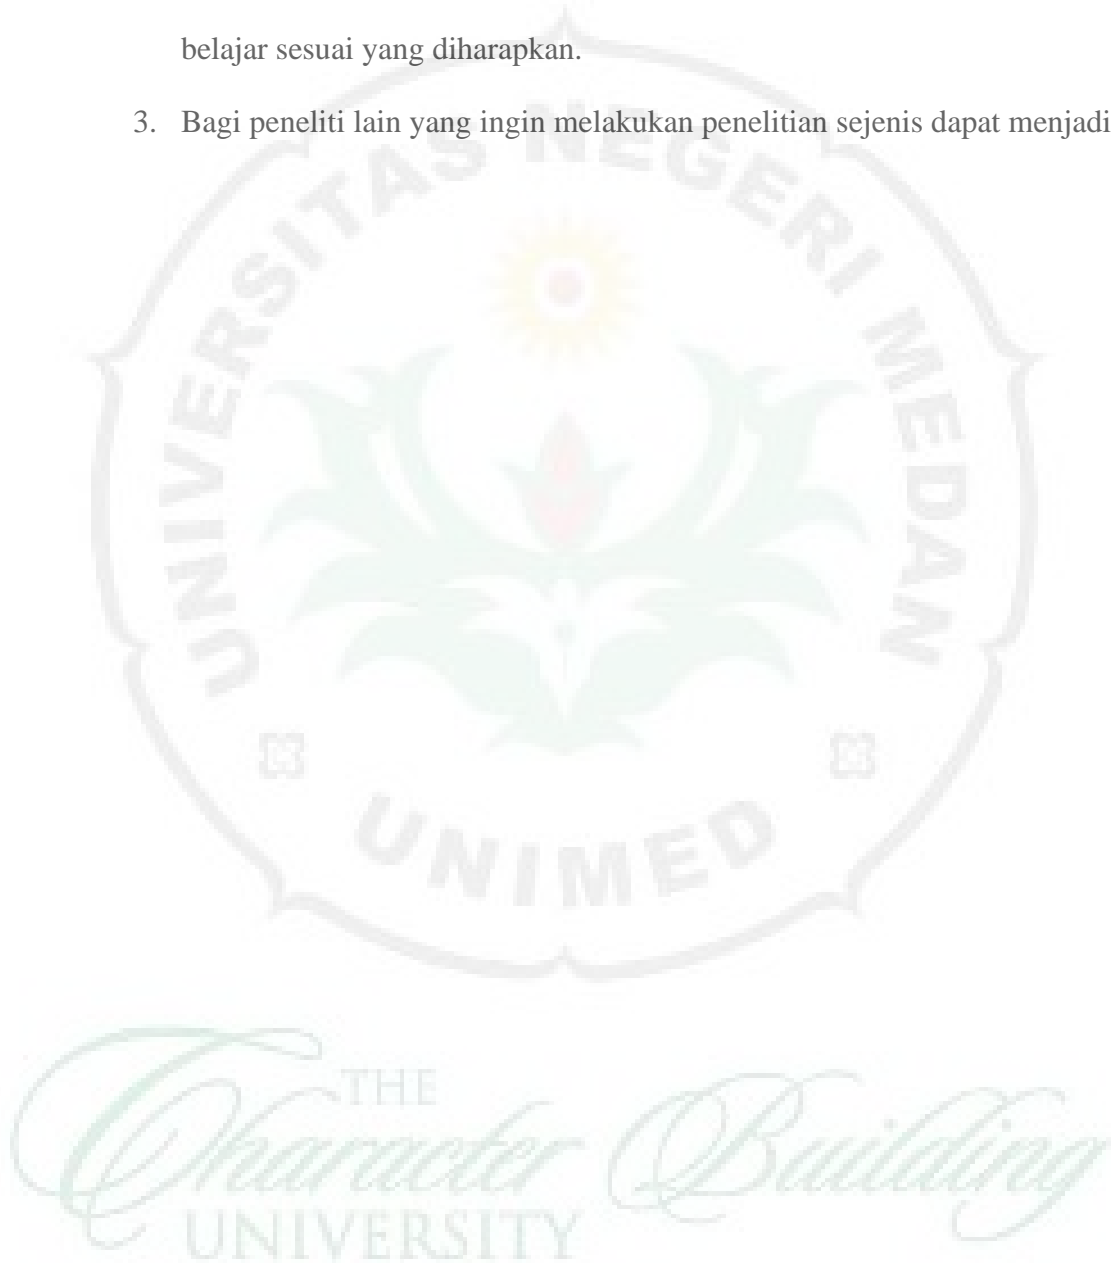 belajar sesuai yang diharapkan.
3. Bagi peneliti lain yang ingin melakukan penelitian sejenis dapat menjadi
UNIVERSITAS NEGERI MEDAN
UNIMED
THE
Character Building
UNIVERSITY